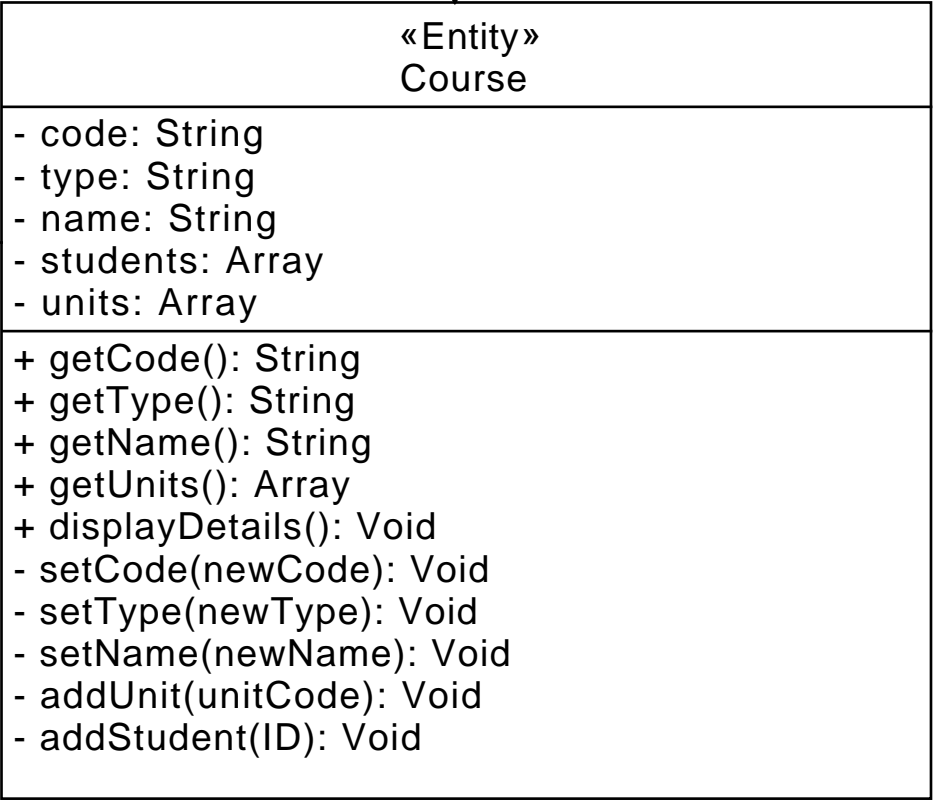 «Entity»
Course
- code: String
- type: String
- name: String
- students: Array
- units: Array
+ getCode(): String
+ getType(): String
+ getName(): String
+ getUnits(): Array
+ displayDetails(): Void
- setCode(newCode): Void
- setType(newType): Void
- setName(newName): Void
- addUnit(unitCode): Void
- addStudent(ID): Void